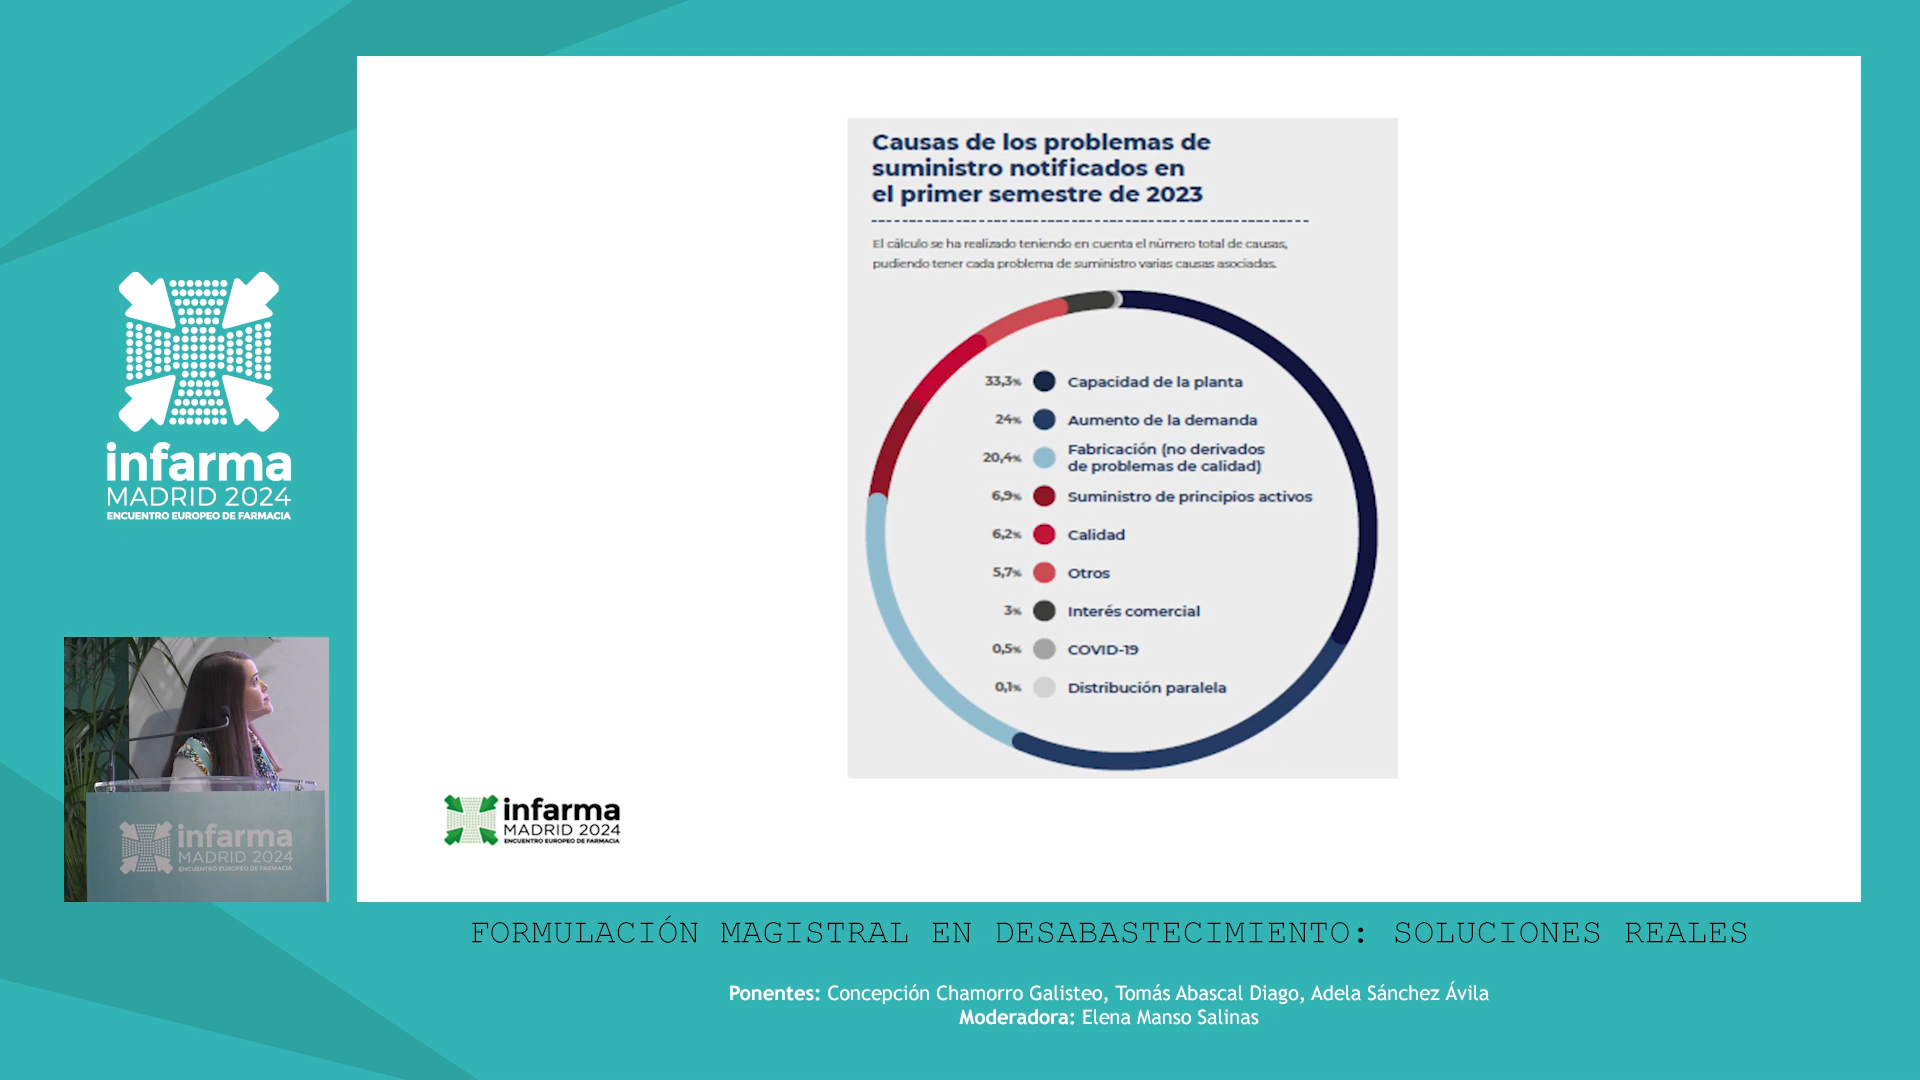 infarma
MADRID 2024
ENCUENTRO EUROPEO DE FARMACIA
Causas de los problemas de
suministro notificados en
el primer semestre de 2023
El cálculo se ha realizado teniendo en cuenta el número total de causas,
pudiendo tener cada problema de suministro varias causas asociadas.
33,3% Capacidad de la planta
24% Aumento de la demanda
20,4% Fabricación (no derivados
de problemas de calidad)
6,9% Suministro de principios activos
6,2% Calidad
5,7% Otros
3% Interés comercial
0,5% COVID-19
0,1% Distribución paralela
infarma
MADRID 2024
ENCUENTRO EUROPEO DE FARMACIA
infarma
MADRID 2024
ENCUENTRO EUROPEO DE FARMACIA
FORMULACIÓN MAGISTRAL EN DESABASTECIMIENTO: SOLUCIONES REALES
Ponentes: Concepción Chamorro Galisteo, Tomás Abascal Diago, Adela Sánchez Ávila
Moderadora: Elena Manso Salinas